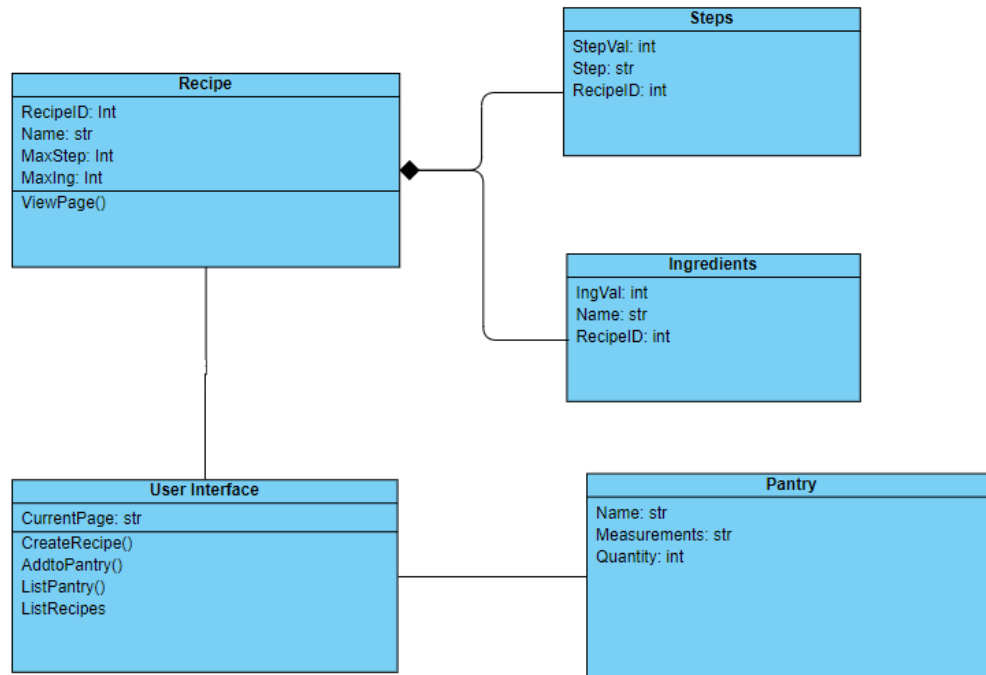 Recipe
RecipeID: Int
Name: str
MaxStep: Int
MaxIng: Int
ViewPage()
Steps
StepVal: int
Step: str
RecipeID: int
Ingredients
IngVal: int
Name: str
RecipeID: int
User Interface
CurrentPage: str
CreateRecipe()
AddtoPantry()
ListPantry()
ListRecipes
Pantry
Name: str
Measurements: str
Quantity: int